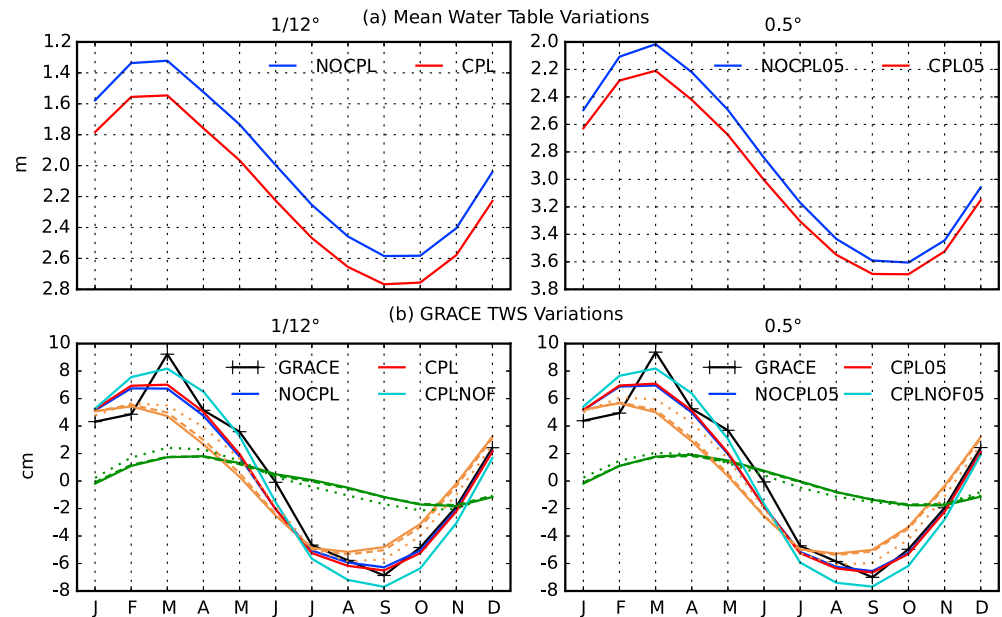 (a) Mean Water Table Variations
1/12°
0.5°
1.2
1.4
1.6
1.8
2.0
2.2
2.4
2.6
2.8
m
NOCPL
CPL
2.0
2.2
2.4
2.6
2.8
3.0
3.2
3.4
3.6
3.8
NOCPL05
CPL05
(b) GRACE TWS Variations
1/12°
0.5°
10
8
6
4
2
0
-2
-4
-6
-8
cm
GRACE
CPL
NOCPL
CPLNOF
J F M A M J J A S O N D
10
8
6
4
2
0
-2
-4
-6
-8
GRACE
CPL05
NOCPL05
CPLNOF05
J F M A M J J A S O N D